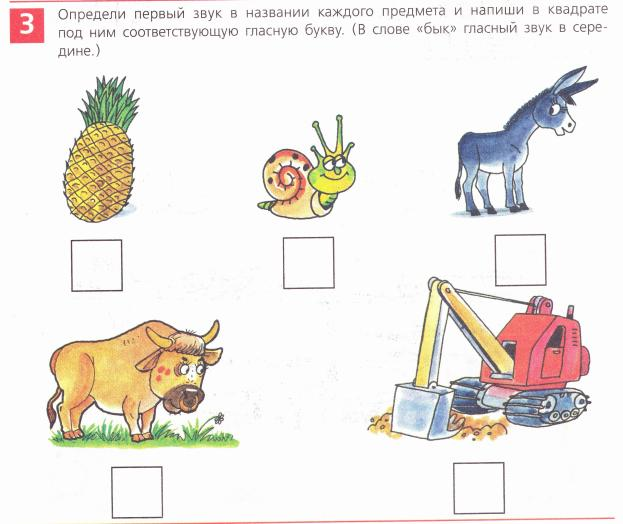 3
Определи первый звук в названии каждого предмета и напиши в квадрате
под ним соответствующую гласную букву. (В слове «бык» гласный звук в сере-
дине.)